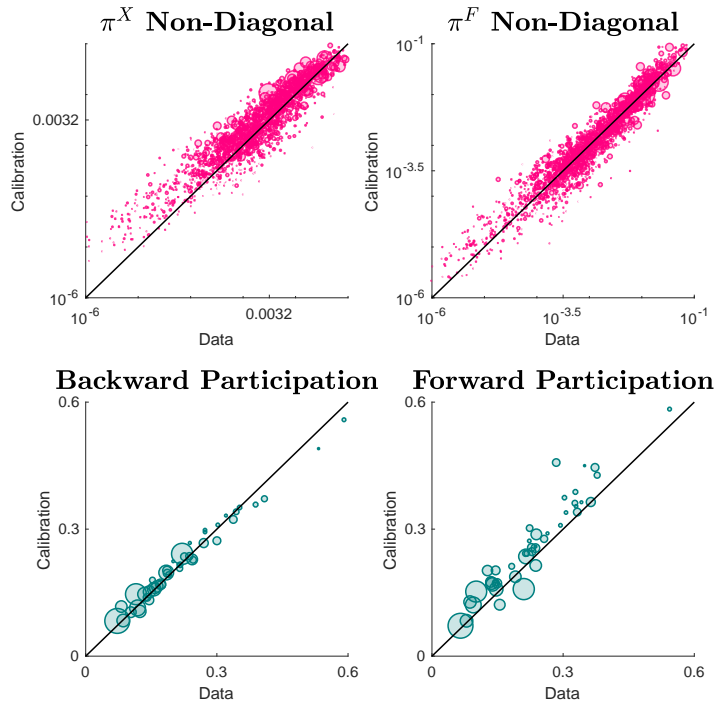 π^X Non-Diagonal
0.0032
10^-6
Calibration
10^-6
0.0032
Data
π^F Non-Diagonal
10^-1
10^-3.5
10^-6
Calibration
10^-6
10^-3.5
10^-1
Data
Backward Participation
0.6
0.3
0
Calibration
0
0.3
0.6
Data
Forward Participation
0.6
0.3
0
Calibration
0
0.3
0.6
Data